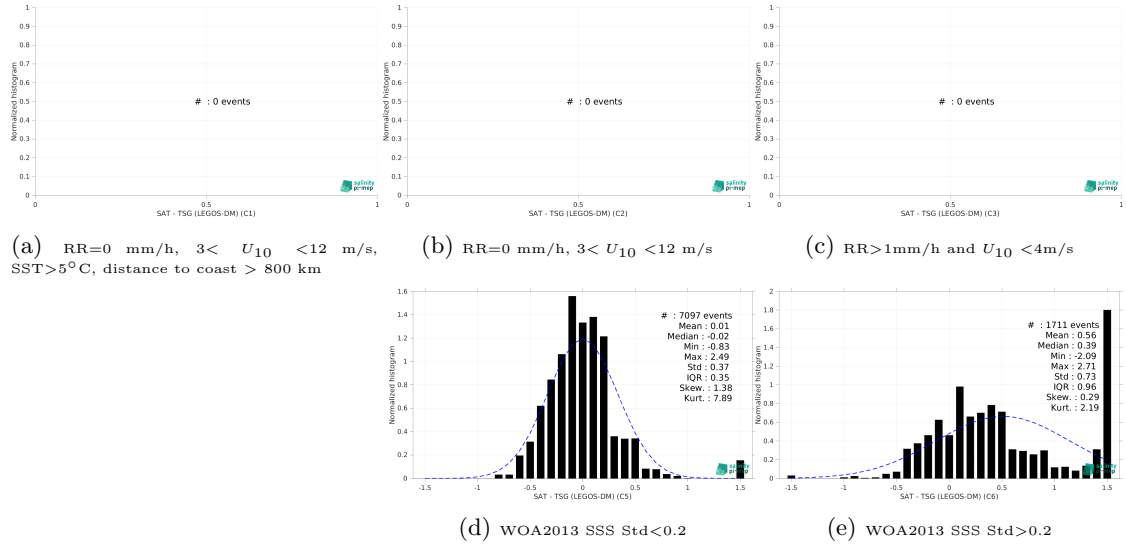 Normalized histogram
1
0.9
0.8
0.7
0.6
0.5
0.4
0.3
0.2
0.1
0
# : 0 events
salinity
pi-mep
0 0.5 1
SAT - TSG (LEGOS-DM) (C1)
(a) RR=0 mm/h, 3< U10 <12 m/s,
SST>5°C, distance to coast > 800 km
Normalized histogram
1
0.9
0.8
0.7
0.6
0.5
0.4
0.3
0.2
0.1
0
# : 0 events
salinity
pi-mep
0 0.5 1
SAT - TSG (LEGOS-DM) (C2)
(b) RR=0 mm/h, 3< U10 <12 m/s
Normalized histogram
1
0.9
0.8
0.7
0.6
0.5
0.4
0.3
0.2
0.1
0
# : 0 events
salinity
pi-mep
0 0.5 1
SAT - TSG (LEGOS-DM) (C3)
(c) RR>1mm/h and U10 <4m/s
Normalized histogram
1.6
1.4
1.2
1
0.8
0.6
0.4
0.2
0
# : 7097 events
Mean : 0.01
Median : -0.02
Min : -0.83
Max : 2.49
Std : 0.37
IQR : 0.35
Skew. : 1.38
Kurt. : 7.89
salinity
pi-mep
-1.5 -1 -0.5 0 0.5 1 1.5
SAT - TSG (LEGOS-DM) (C5)
(d) WOA2013 SSS Std<0.2
Normalized histogram
2
1.8
1.6
1.4
1.2
1
0.8
0.6
0.4
0.2
0
# : 1711 events
Mean : 0.56
Median : 0.39
Min : -2.09
Max : 2.71
Std : 0.73
IQR : 0.96
Skew. : 0.29
Kurt. : 2.19
-1.5 -1 -0.5 0 0.5 1 1.5
SAT - TSG (LEGOS-DM) (C6)
(e) WOA2013 SSS Std>0.2